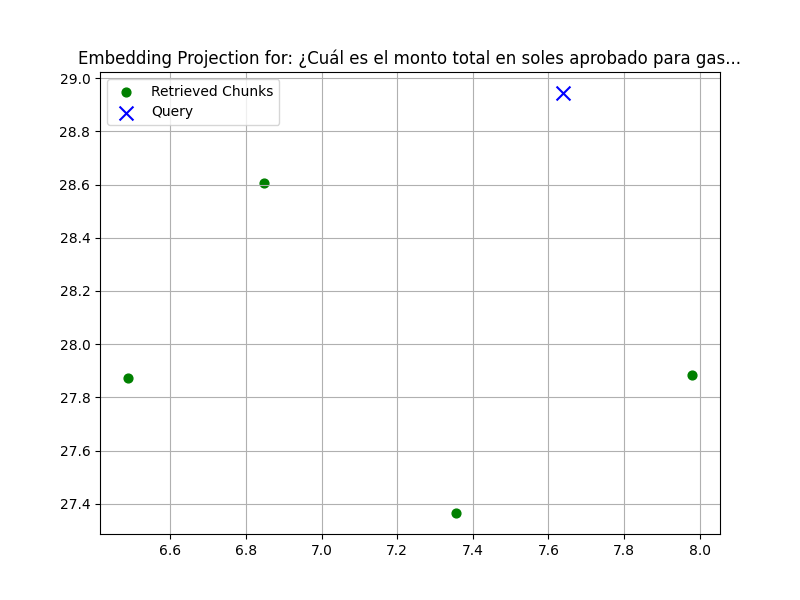 Embedding Projection for: ¿Cuál es el monto total en soles aprobado para gas...
29.0
28.8
28.6
28.4
28.2
28.0
27.8
27.6
27.4
Retrieved Chunks
Query
6.6 6.8 7.0 7.2 7.4 7.6 7.8 8.0